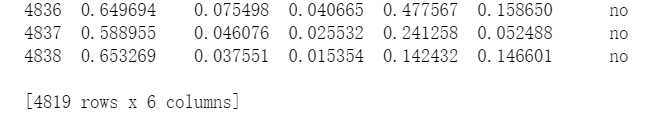 4836 0.649694 0.075498 0.040665 0.477567 0.158650 no
4837 0.588955 0.046076 0.025532 0.241258 0.052488 no
4838 0.653269 0.037551 0.015354 0.142432 0.146601 no
[4819 rows x 6 columns]